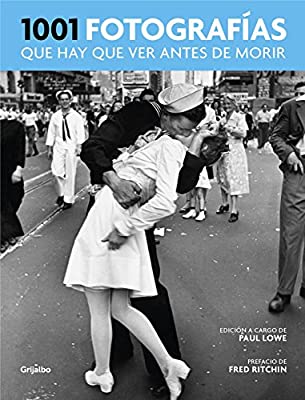 1001 FOTOGRAFÍAS
QUE HAY QUE VER ANTES DE MORIR
EDICIÓN A CARGO DE
PAUL LOWE
PREFACIO DE
FRED RITCHIN
Grijalbo